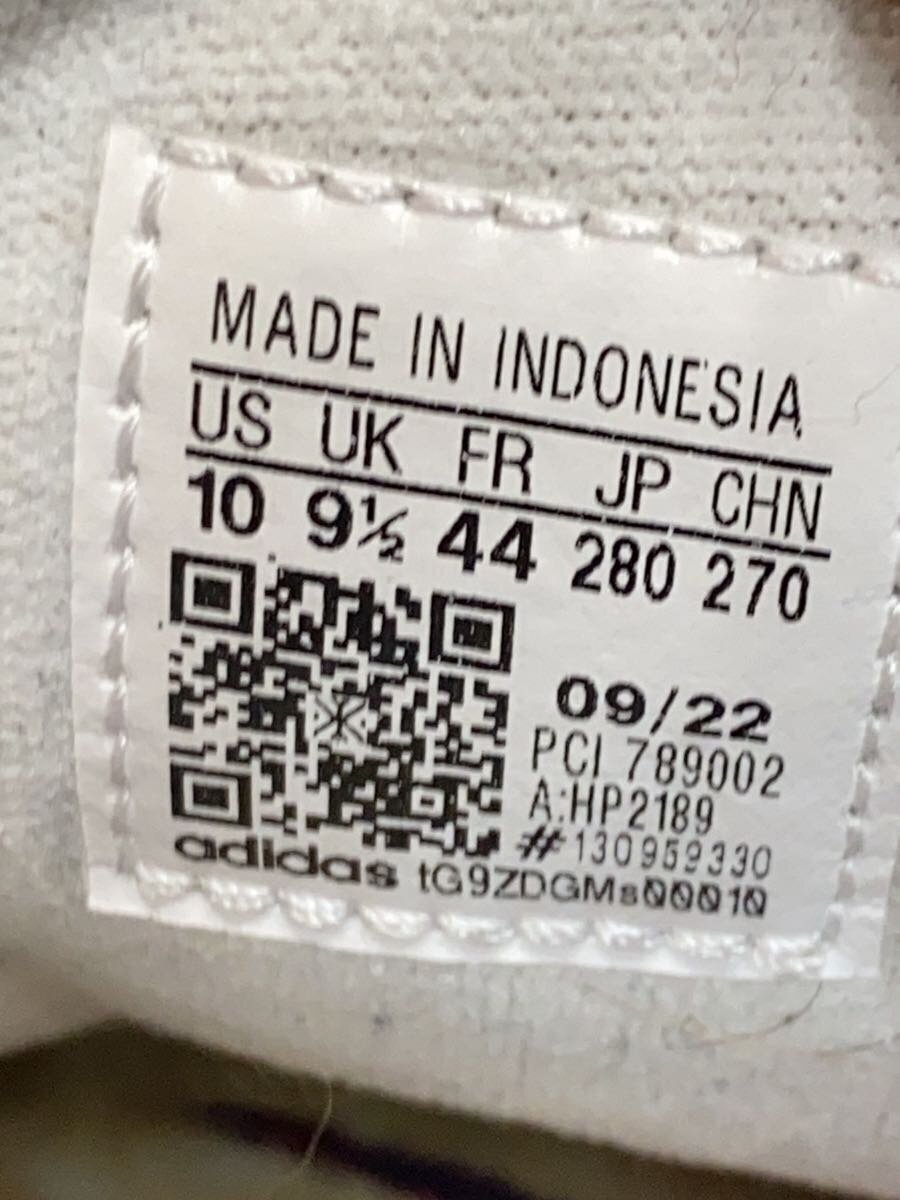 MADE IN INDONESIA
US UK FR JP CHN
10 9½ 44 280 270
09/22
PCI 789002
A:HP2189
#130959330
adidas tG9ZDGMs00010